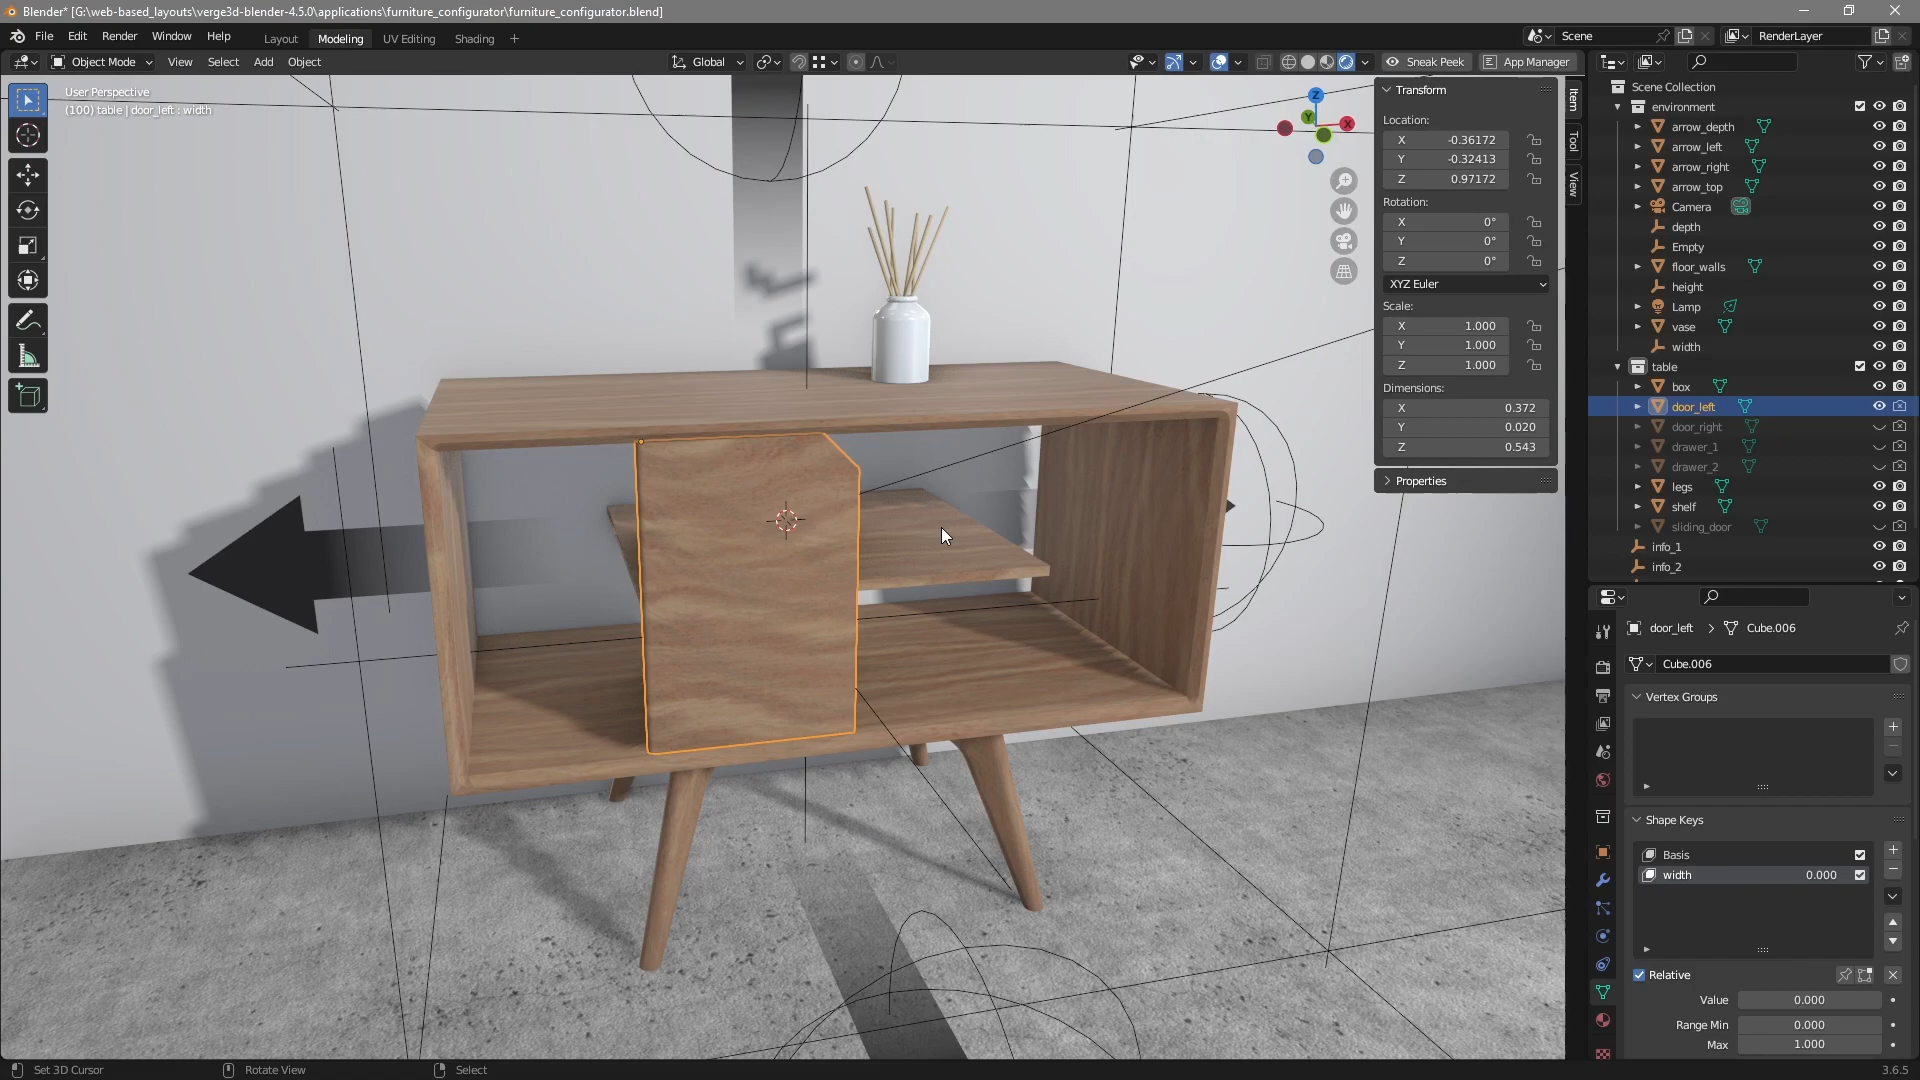 Blender* [G:\web-based_layouts\verge3d-blender-4.5.0\applications\furniture_configurator\furniture_configurator.blend]
File Edit Render Window Help Layout Modeling UV Editing Shading + Scene RenderLayer
Object Mode View Select Add Object Global Sneak Peek App Manager
User Perspective
(100) table | door_left : width
Z
Y
X
Item
Tool
View
Transform
Location:
X -0.36172
Y -0.32413
Z 0.97172
Rotation:
X 0°
Y 0°
Z 0°
XYZ Euler
Scale:
X 1.000
Y 1.000
Z 1.000
Dimensions:
X 0.372
Y 0.020
Z 0.543
Properties
Scene Collection
environment
arrow_depth
arrow_left
arrow_right
arrow_top
Camera
depth
Empty
floor_walls
height
Lamp
vase
width
table
box
door_left
door_right
drawer_1
drawer_2
legs
shelf
sliding_door
info_1
info_2
door_left > Cube.006
Cube.006
Vertex Groups
Shape Keys
Basis
width 0.000
Relative
Value 0.000
Range Min 0.000
Max 1.000
Set 3D Cursor Rotate View Select 3.6.5